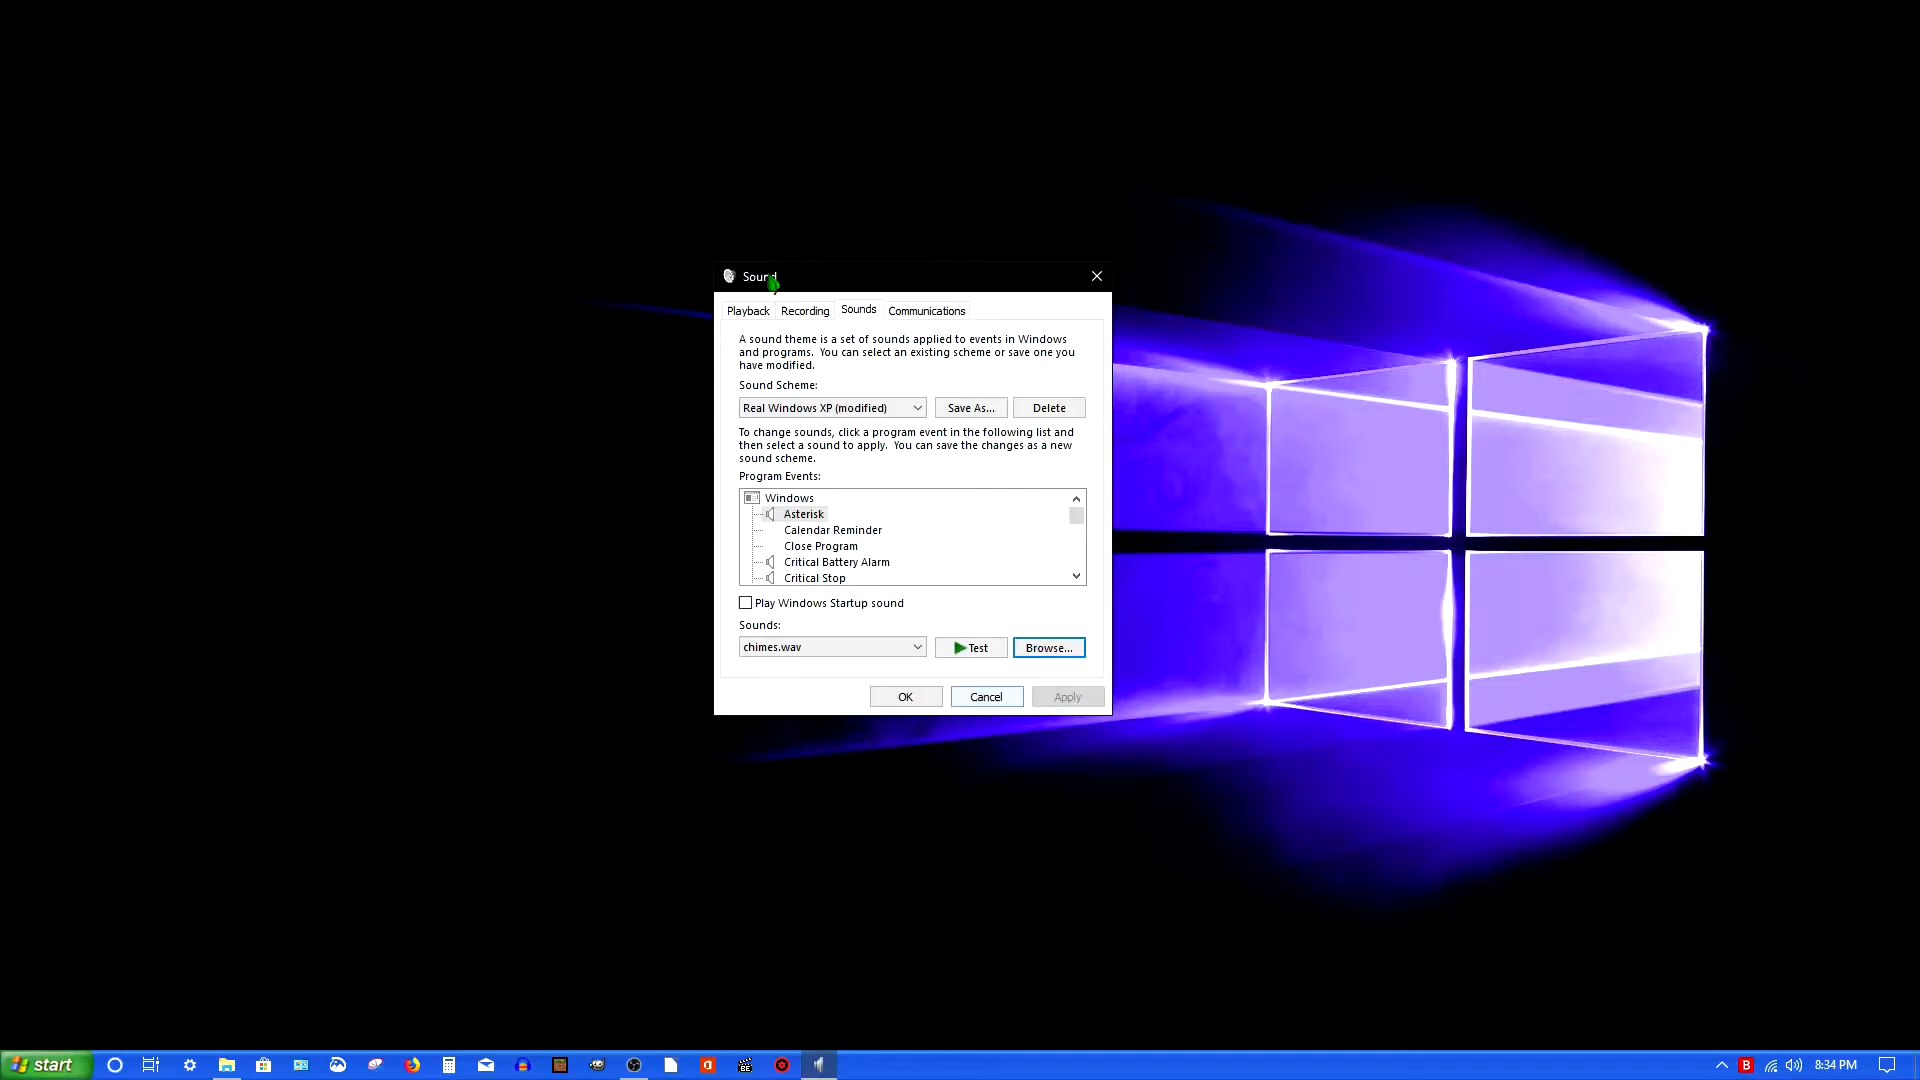 Sound
Playback
Recording
Sounds
Communications
A sound theme is a set of sounds applied to events in Windows
and programs. You can select an existing scheme or save one you
have modified.
Sound Scheme:
Real Windows XP (modified)
Save As...
Delete
To change sounds, click a program event in the following list and
then select a sound to apply. You can save the changes as a new
sound scheme.
Program Events:
Windows
Asterisk
Calendar Reminder
Close Program
Critical Battery Alarm
Critical Stop
Play Windows Startup sound
Sounds:
chimes.wav
Test
Browse...
OK
Cancel
Apply
start
BE
B
8:34 PM